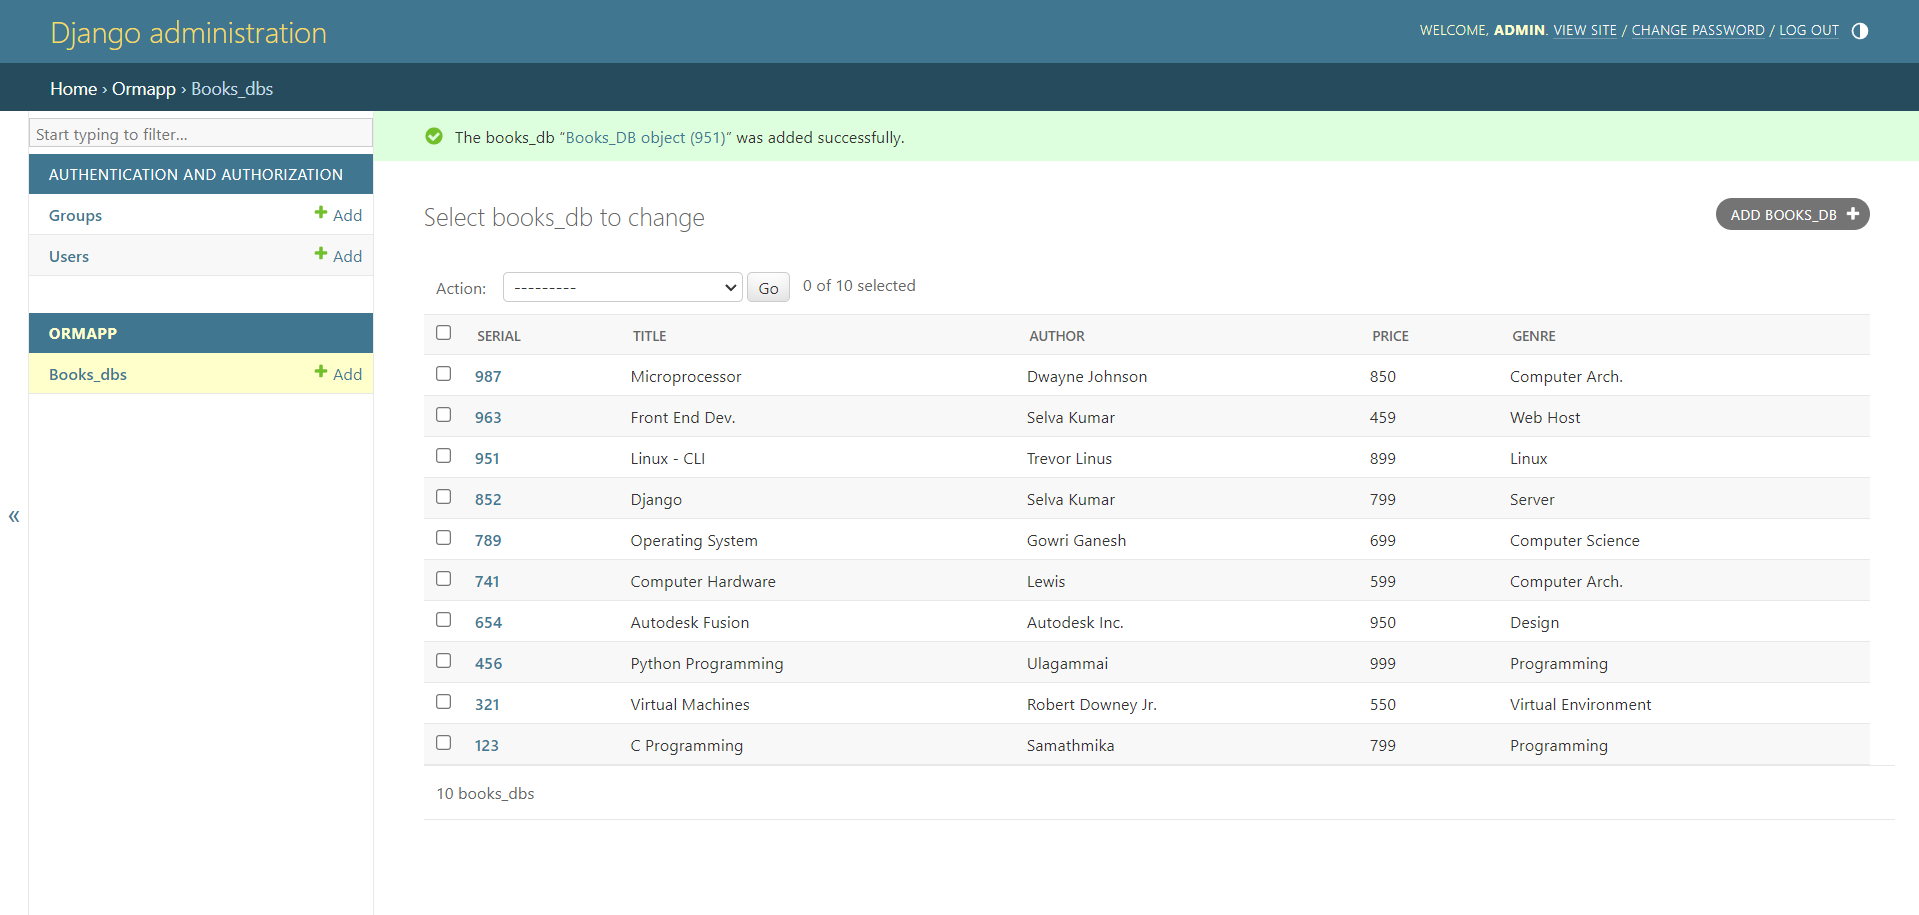 Django administration
WELCOME, ADMIN. VIEW SITE / CHANGE PASSWORD / LOG OUT
Home › Ormapp › Books_dbs
Start typing to filter...
AUTHENTICATION AND AUTHORIZATION
Groups + Add
Users + Add
ORMAPP
Books_dbs + Add
«
The books_db “Books_DB object (951)” was added successfully.
Select books_db to change
ADD BOOKS_DB +
Action: --------- Go 0 of 10 selected
SERIAL TITLE AUTHOR PRICE GENRE
987 Microprocessor Dwayne Johnson 850 Computer Arch.
963 Front End Dev. Selva Kumar 459 Web Host
951 Linux - CLI Trevor Linus 899 Linux
852 Django Selva Kumar 799 Server
789 Operating System Gowri Ganesh 699 Computer Science
741 Computer Hardware Lewis 599 Computer Arch.
654 Autodesk Fusion Autodesk Inc. 950 Design
456 Python Programming Ulagammai 999 Programming
321 Virtual Machines Robert Downey Jr. 550 Virtual Environment
123 C Programming Samathmika 799 Programming
10 books_dbs